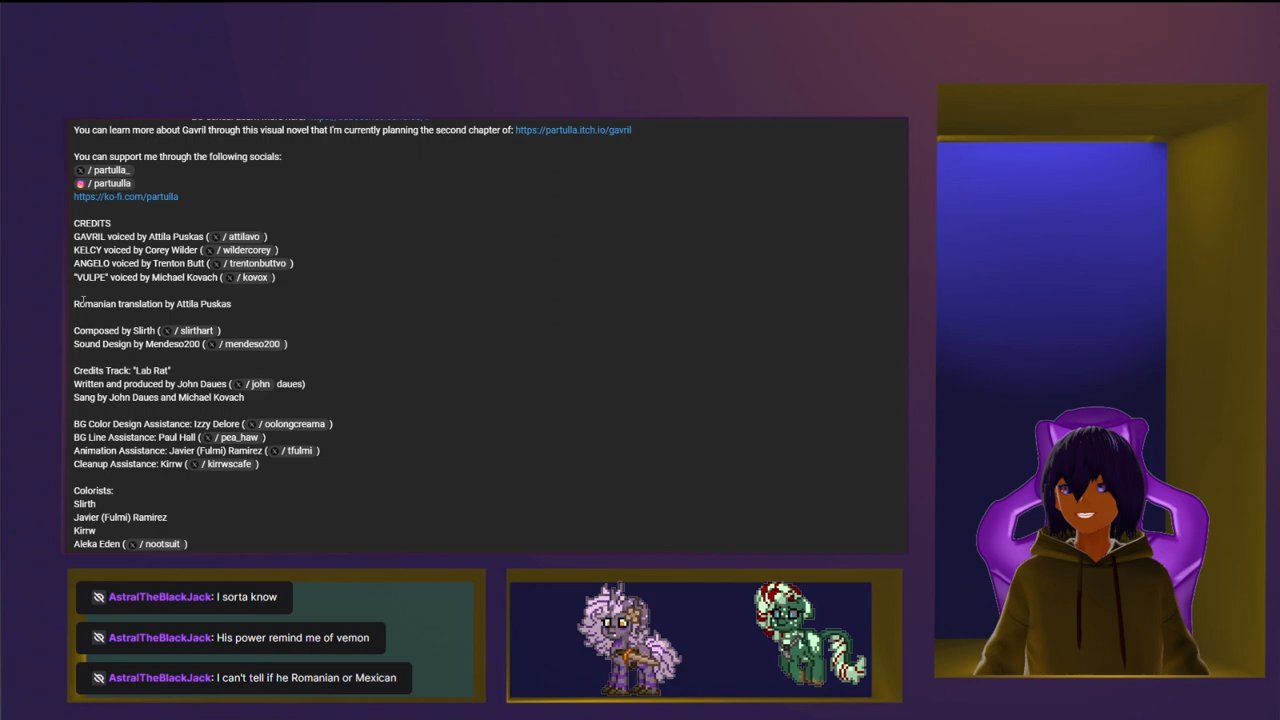 You can learn more about Gavril through this visual novel that I'm currently planning the second chapter of: https://partulla.itch.io/gavril
You can support me through the following socials:
/ partulla_
/ partuulla
https://ko-fi.com/partulla
CREDITS
GAVRIL voiced by Attila Puskas ( / attilavo )
KELCY voiced by Corey Wilder ( / wildercorey )
ANGELO voiced by Trenton Butt ( / trentonbuttvo )
"VULPE" voiced by Michael Kovach ( / kovox )
Romanian translation by Attila Puskas
Composed by Slirth ( / slirthart )
Sound Design by Mendeso200 ( / mendeso200 )
Credits Track: "Lab Rat"
Written and produced by John Daues ( / john daues)
Sang by John Daues and Michael Kovach
BG Color Design Assistance: Izzy Delore ( / oolongcreama )
BG Line Assistance: Paul Hall ( / pea_haw )
Animation Assistance: Javier (Fulmi) Ramirez ( / tfulmi )
Cleanup Assistance: Kirrw ( / kirrwscafe )
Colorists:
Slirth
Javier (Fulmi) Ramirez
Kirrw
Aleka Eden ( / nootsuit )
AstralTheBlackJack: I sorta know
AstralTheBlackJack: His power remind me of vemon
AstralTheBlackJack: I can't tell if he Romanian or Mexican